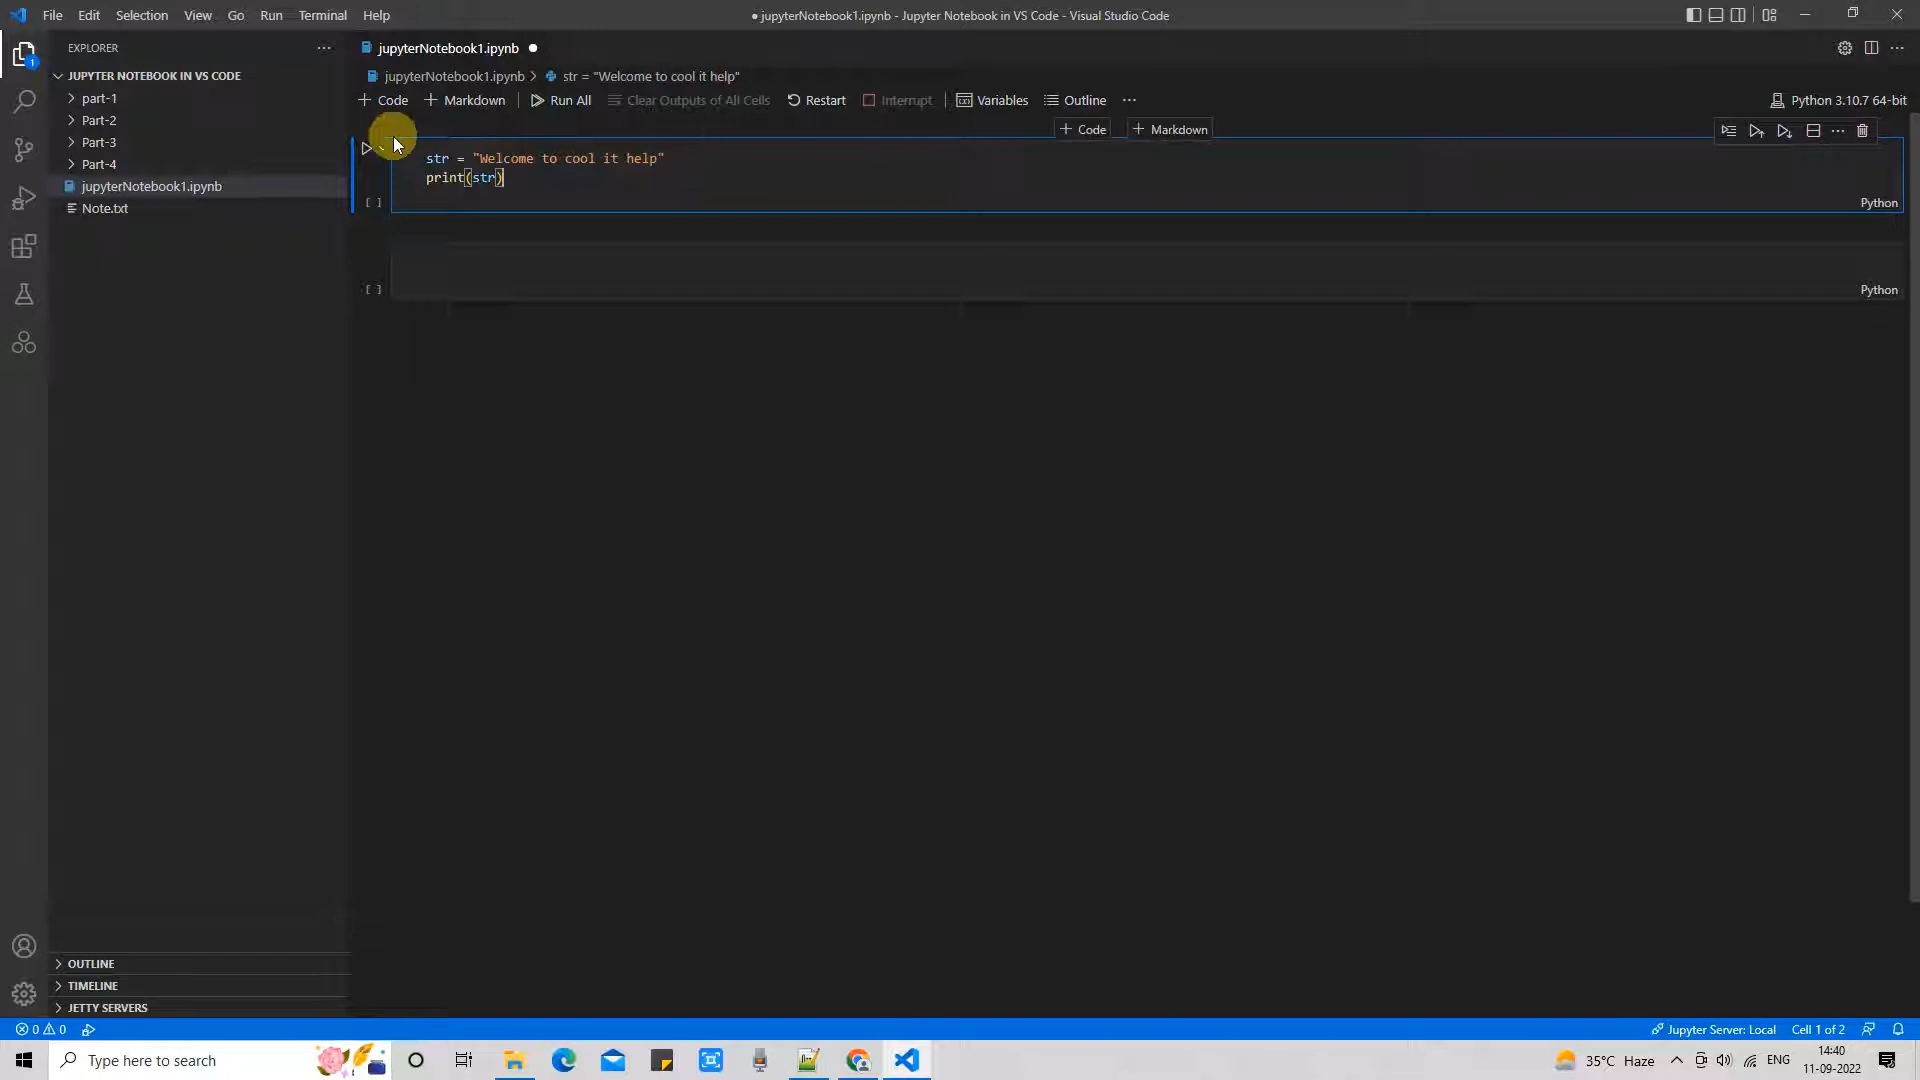 File Edit Selection View Go Run Terminal Help
● jupyterNotebook1.ipynb - Jupyter Notebook in VS Code - Visual Studio Code
EXPLORER
JUPYTER NOTEBOOK IN VS CODE
part-1
Part-2
Part-3
Part-4
jupyterNotebook1.ipynb
Note.txt
OUTLINE
TIMELINE
JETTY SERVERS
1
jupyterNotebook1.ipynb ●
jupyterNotebook1.ipynb > str = "Welcome to cool it help"
+ Code + Markdown Run All Clear Outputs of All Cells Restart Interrupt Variables Outline ... Python 3.10.7 64-bit
+ Code + Markdown
str = "Welcome to cool it help"
print(str)
[ ] Python
[ ] Python
0 0 Jupyter Server: Local Cell 1 of 2
Type here to search 35°C Haze ENG 14:40
11-09-2022